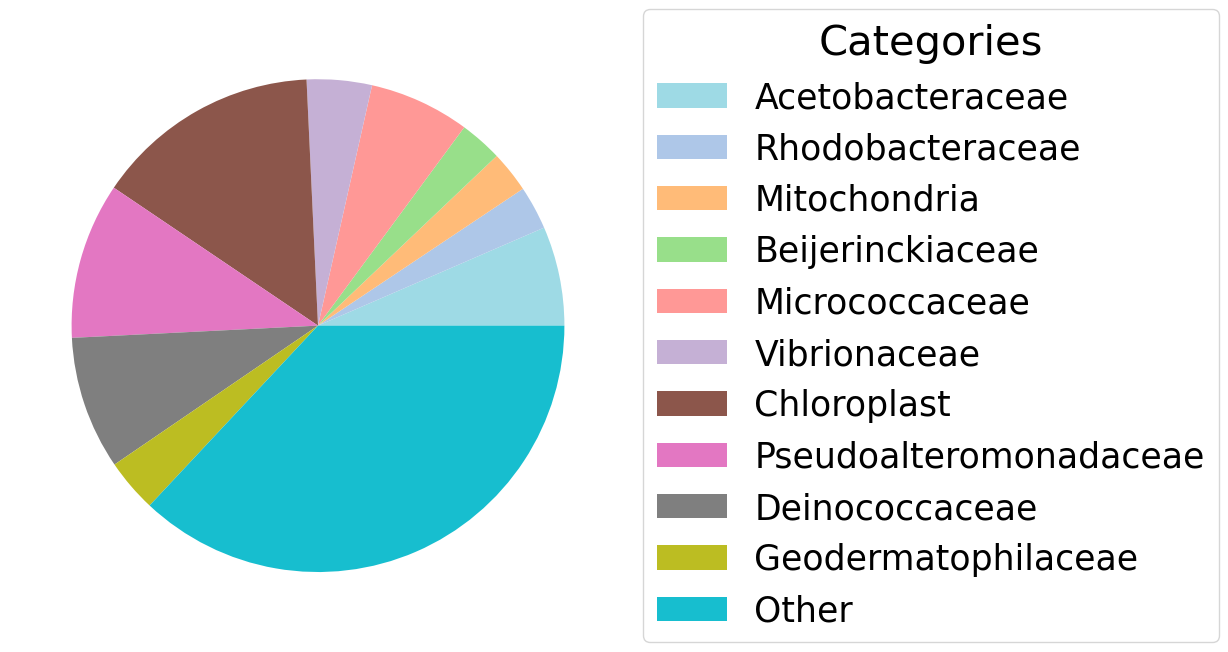 Categories
Acetobacteraceae
Rhodobacteraceae
Mitochondria
Beijerinckiaceae
Micrococcaceae
Vibrionaceae
Chloroplast
Pseudoalteromonadaceae
Deinococcaceae
Geodermatophilaceae
Other